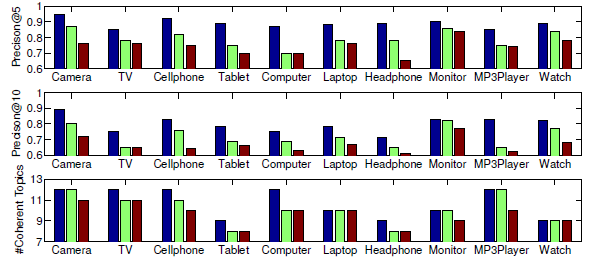 Precison@5
1
0.9
0.8
0.7
0.6
Camera TV Cellphone Tablet Computer Laptop Headphone Monitor MP3Player Watch
Precison@10
1
0.9
0.8
0.7
0.6
Camera TV Cellphone Tablet Computer Laptop Headphone Monitor MP3Player Watch
#Coherent Topics
13
11
9
7
Camera TV Cellphone Tablet Computer Laptop Headphone Monitor MP3Player Watch